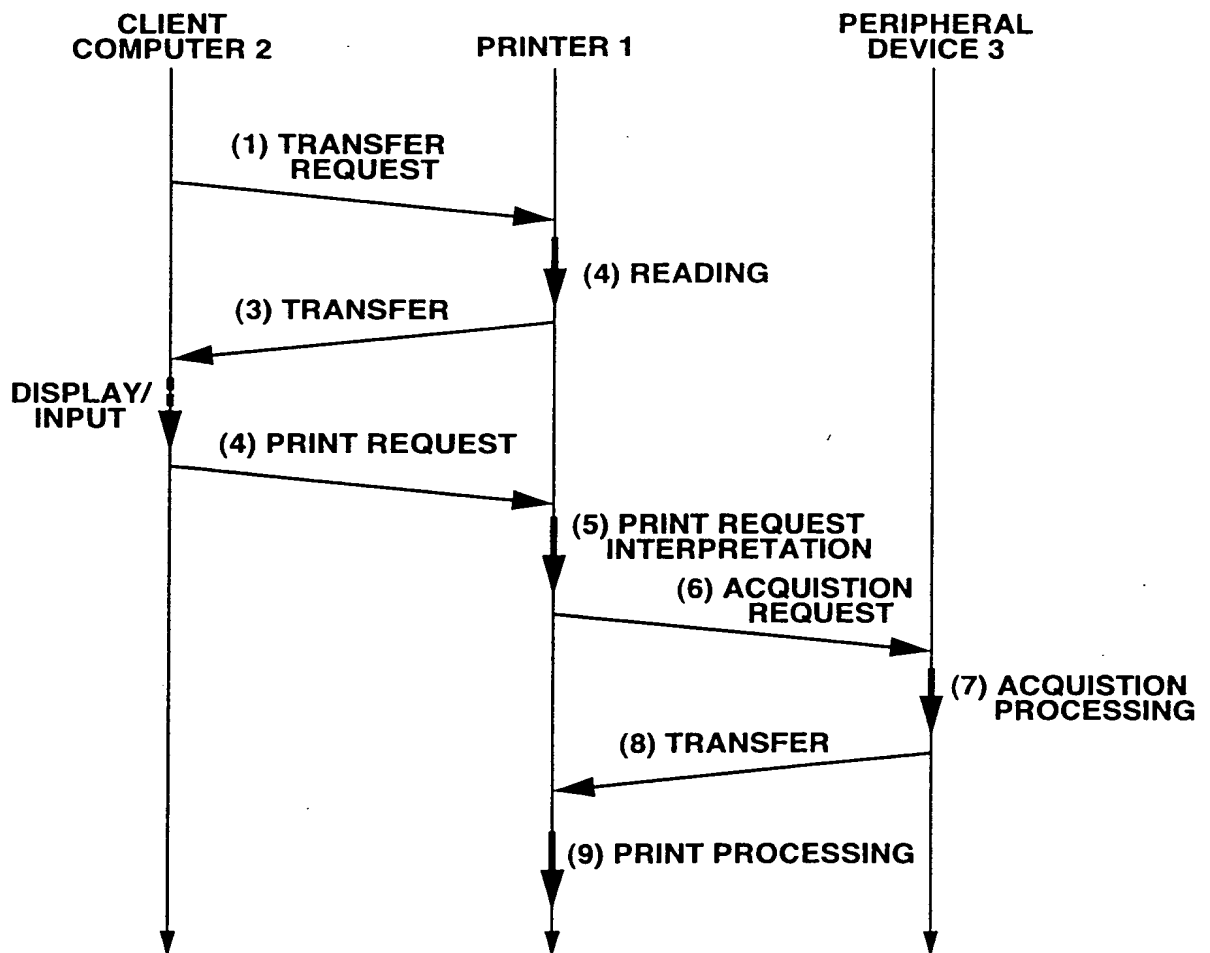 CLIENT
COMPUTER 2
PRINTER 1
PERIPHERAL
DEVICE 3
(1) TRANSFER
REQUEST
(4) READING
(3) TRANSFER
DISPLAY/
INPUT
(4) PRINT REQUEST
(5) PRINT REQUEST
INTERPRETATION
(6) ACQUISTION
REQUEST
(7) ACQUISTION
PROCESSING
(8) TRANSFER
(9) PRINT PROCESSING